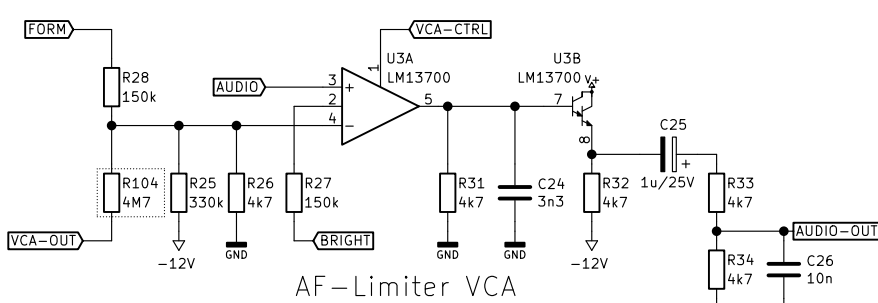 FORM
VCA-CTRL
1
U3A
LM13700
U3B
LM13700
V+
R28
150k
AUDIO
3
+
2
4
-
5
7
8
C25
+
1u/25V
R104
4M7
R25
330k
R26
4k7
R27
150k
R31
4k7
C24
3n3
R32
4k7
R33
4k7
VCA-OUT
-12V
GND
BRIGHT
GND
GND
-12V
AUDIO-OUT
R34
4k7
C26
10n
AF-Limiter VCA